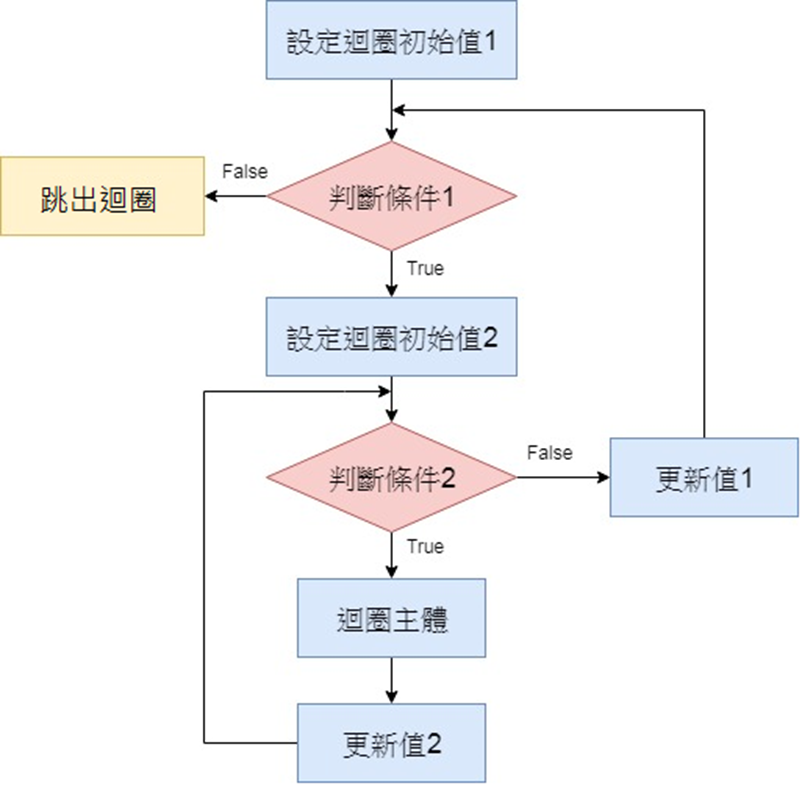 設定迴圈初始值1
False
跳出迴圈
判斷條件1
True
設定迴圈初始值2
判斷條件2
False
更新值1
True
迴圈主體
更新值2